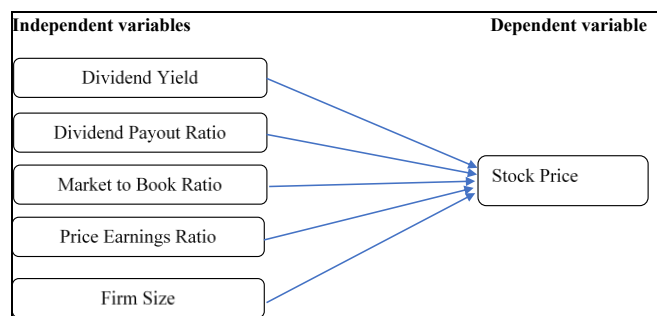 Independent variables
Dependent variable
Dividend Yield
Dividend Payout Ratio
Market to Book Ratio
Stock Price
Price Earnings Ratio
Firm Size